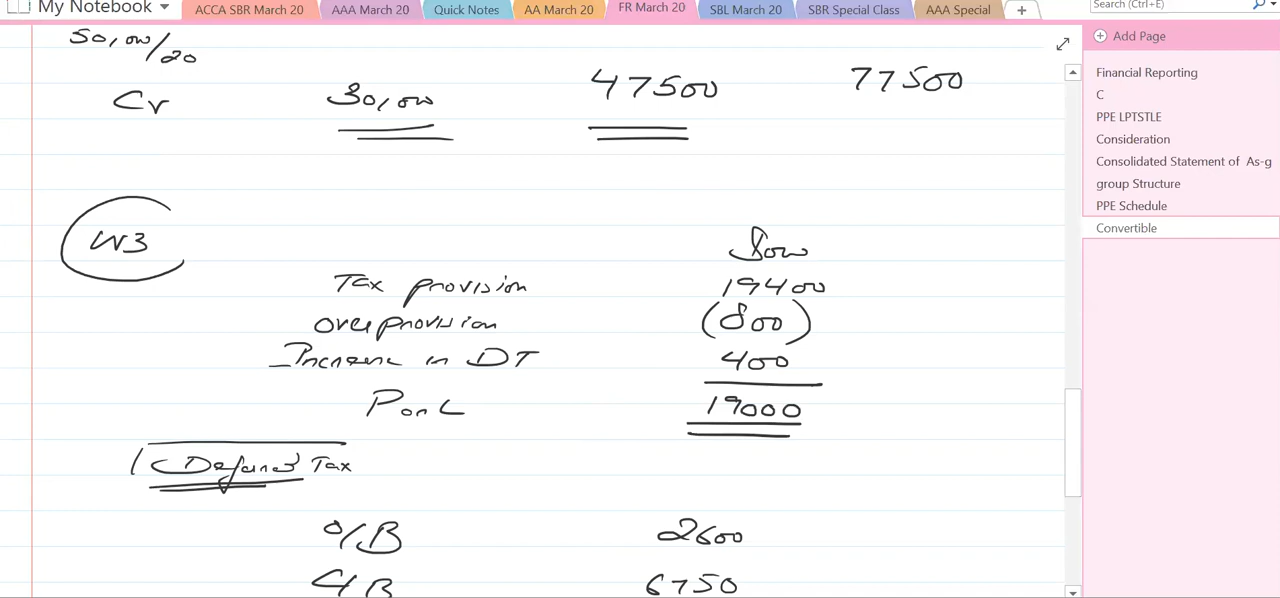 My Notebook
ACCA SBR March 20
AAA March 20
Quick Notes
AA March 20
FR March 20
SBL March 20
SBR Special Class
AAA Special
Search (Ctrl+E)
Add Page
Financial Reporting
C
PPE LPTSTLE
Consideration
Consolidated Statement of As-g
group Structure
PPE Schedule
Convertible
50,000/20
Cr 30,000 47500 77500
W3
Tax provision 19400
over provision (800)
Increase in DT 400
P or L 19000
Deferred Tax
O/B 2600
C/B 6750